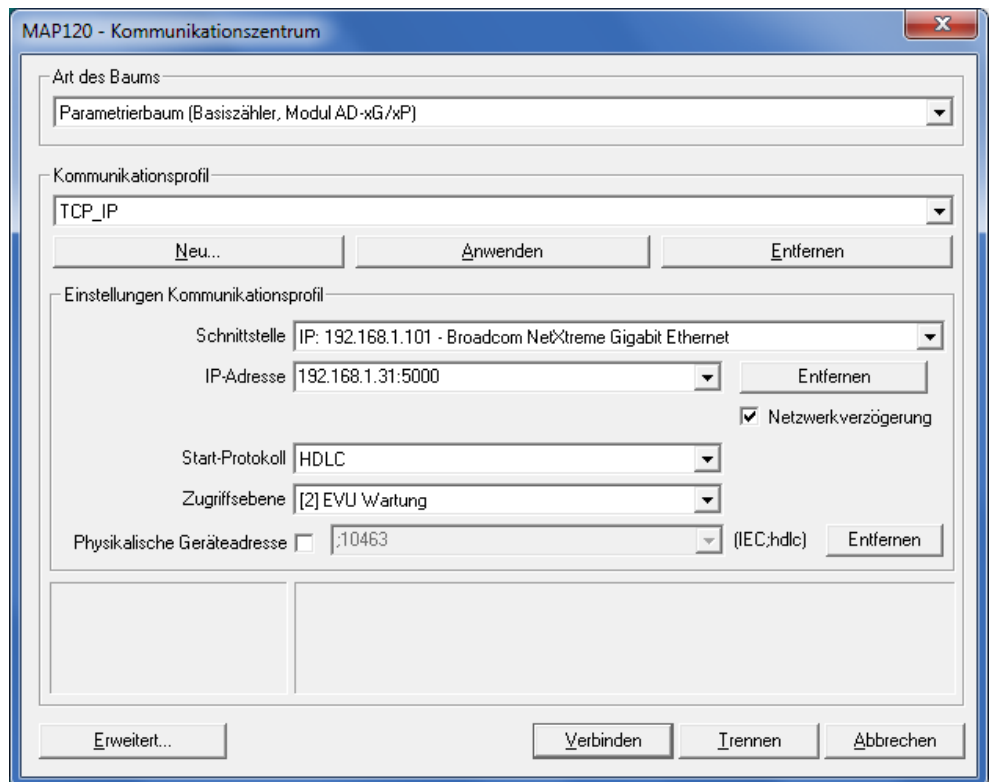 MAP120 - Kommunikationszentrum
Art des Baums
Parametrierbaum (Basiszähler, Modul AD-xG/xP)
Kommunikationsprofil
TCP_IP
Neu... Anwenden Entfernen
Einstellungen Kommunikationsprofil
Schnittstelle IP: 192.168.1.101 - Broadcom NetXtreme Gigabit Ethernet
IP-Adresse 192.168.1.31:5000 Entfernen
Netzwerkverzögerung
Start-Protokoll HDLC
Zugriffsebene [2] EVU Wartung
Physikalische Geräteadresse ;10463 (IEC;hdlc) Entfernen
Erweitert... Verbinden Trennen Abbrechen